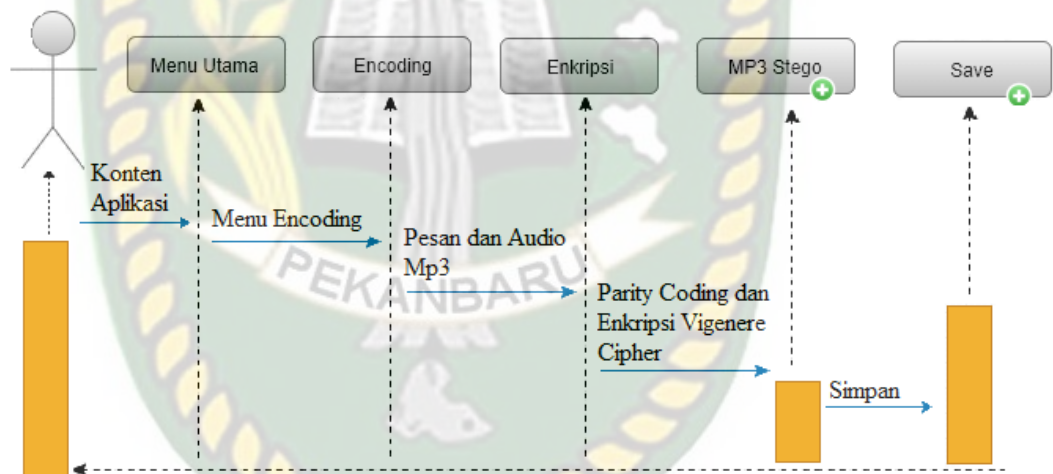 Menu Utama
Encoding
Enkripsi
MP3 Stego
Save
Konten
Aplikasi
Menu Encoding
Pesan dan Audio
Mp3
Parity Coding dan
Enkripsi Vigenere
Cipher
Simpan
PEKANBARU